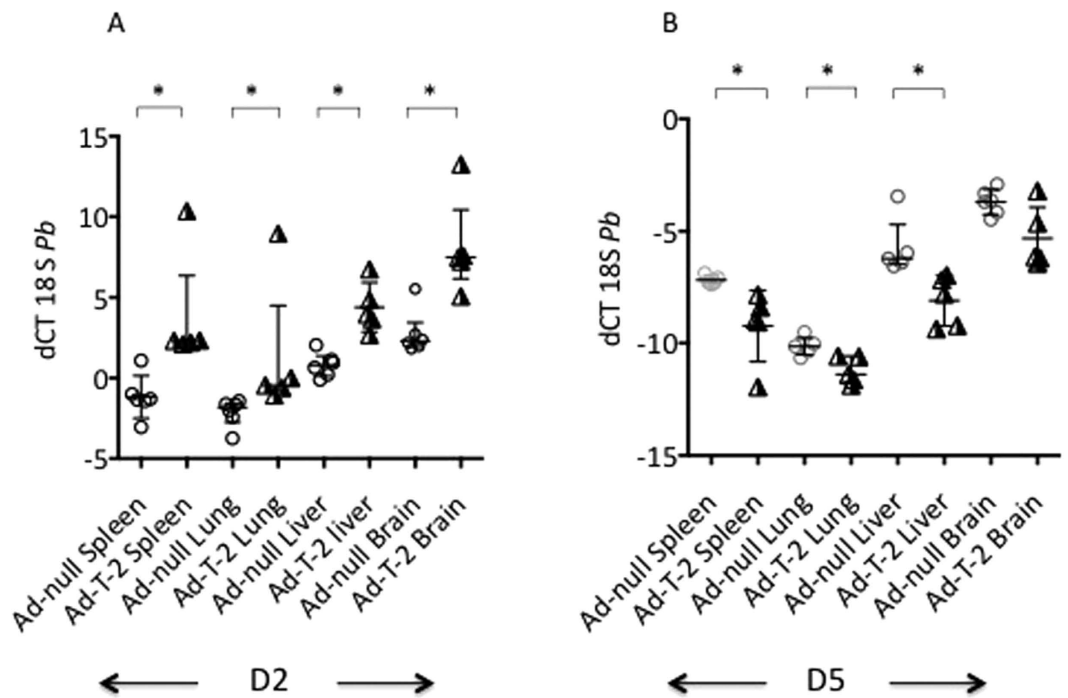 A
B
* * * *
* * *
dCT 18S Pb
15
10
5
0
-5
Ad-null Spleen
Ad-T-2 Spleen
Ad-null Lung
Ad-T-2 Lung
Ad-null Liver
Ad-T-2 liver
Ad-null Brain
Ad-T-2 Brain
D2
dCT 18S Pb
0
-5
-10
-15
Ad-null Spleen
Ad-T-2 Spleen
Ad-null Lung
Ad-T-2 Lung
Ad-null Liver
Ad-T-2 Liver
Ad-null Brain
Ad-T-2 Brain
D5